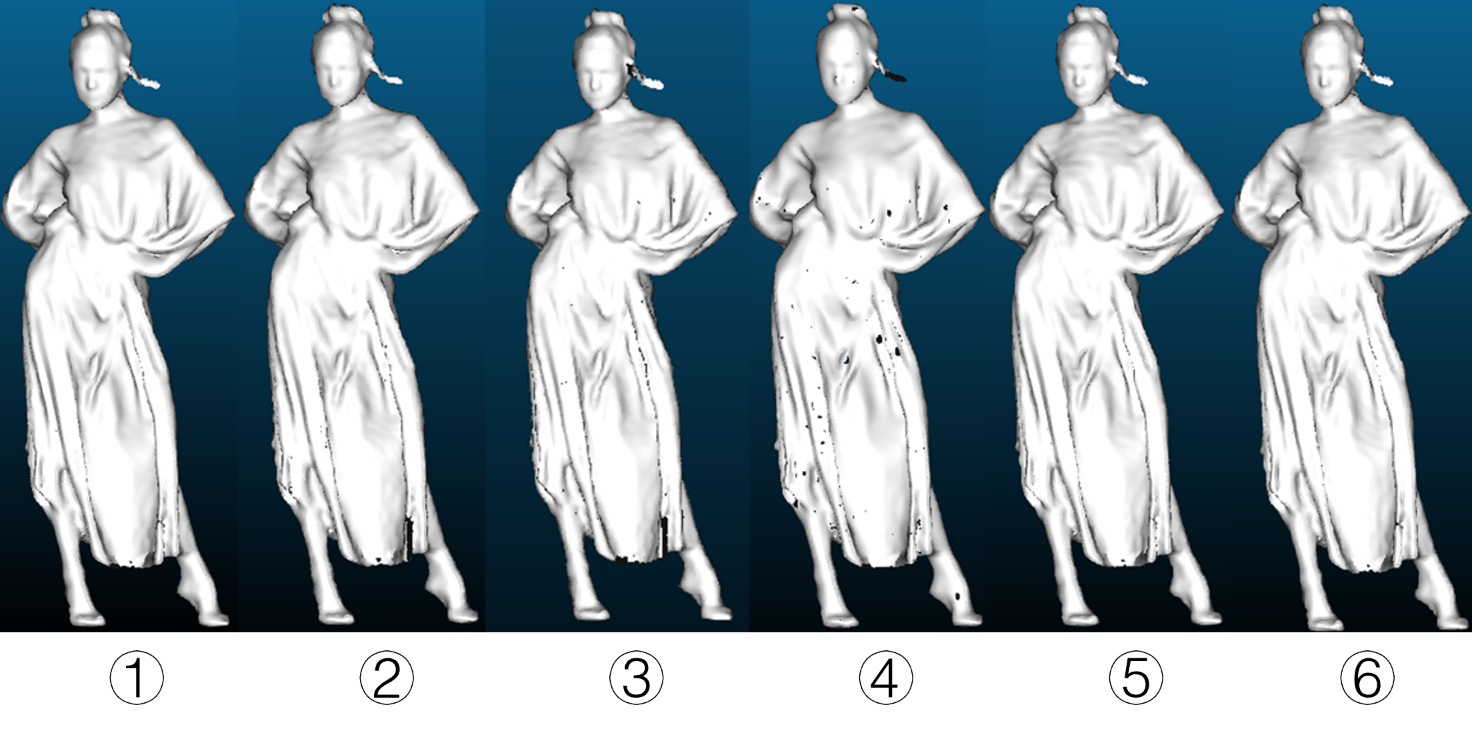 ① ② ③ ④ ⑤ ⑥